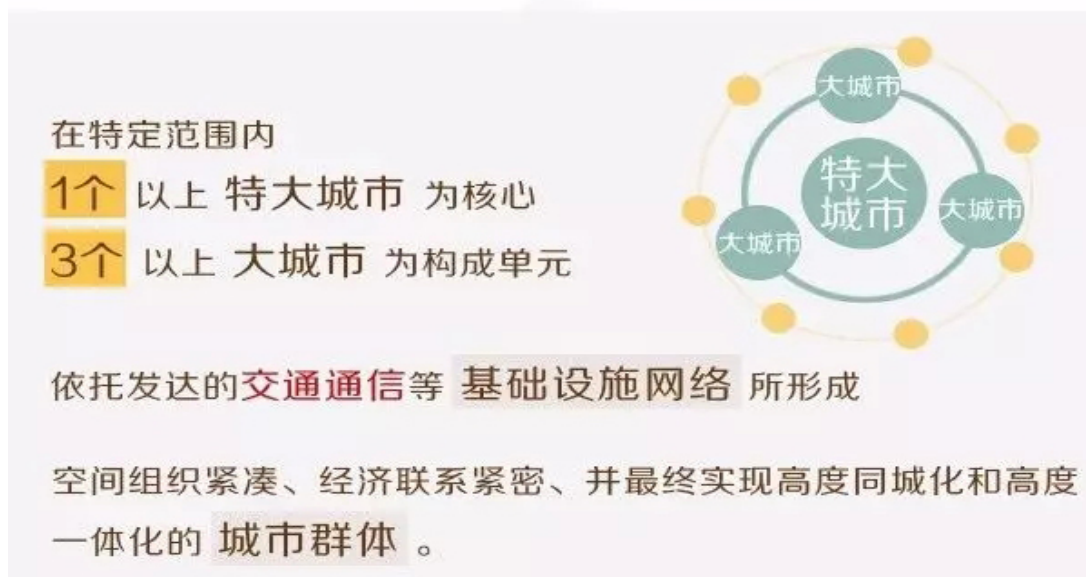 在特定范围内
1个 以上 特大城市 为核心
3个 以上 大城市 为构成单元
大城市
特大
城市
大城市
大城市
依托发达的交通通信等 基础设施网络 所形成
空间组织紧凑、经济联系紧密、并最终实现高度同城化和高度
一体化的 城市群体 。